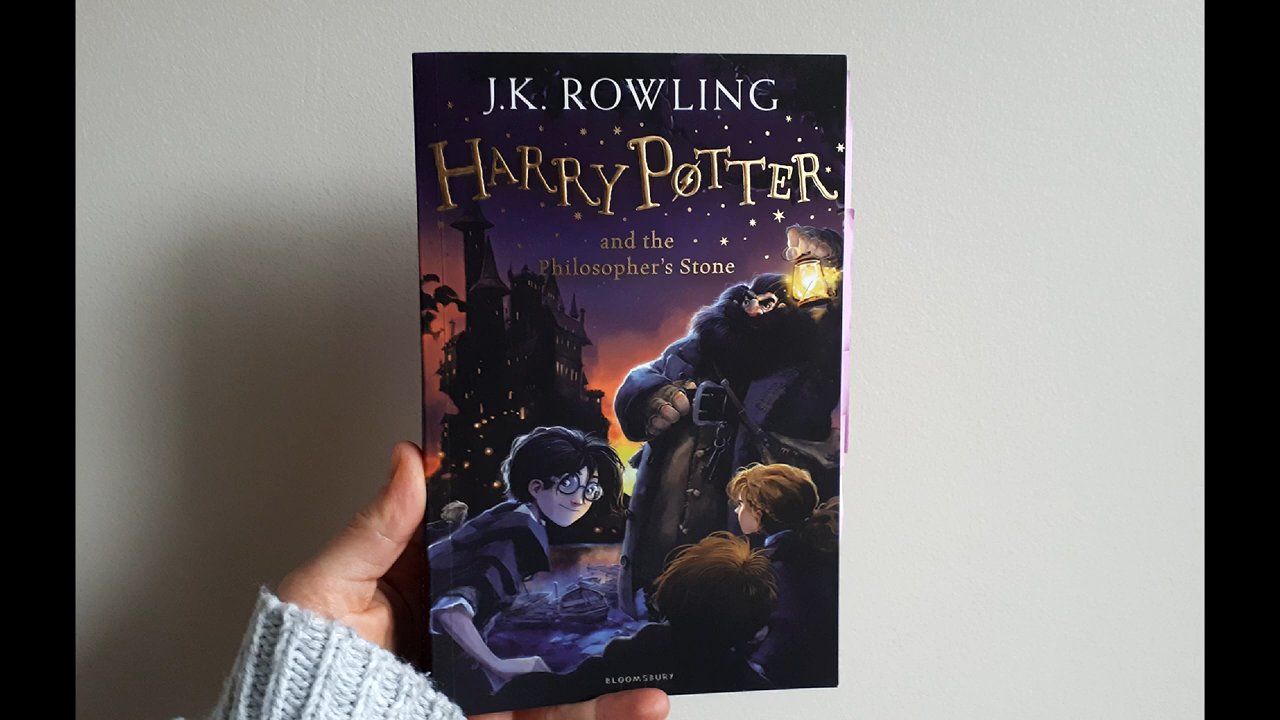 J.K. ROWLING
HARRY POTTER
and the
Philosopher's Stone
BLOOMSBURY